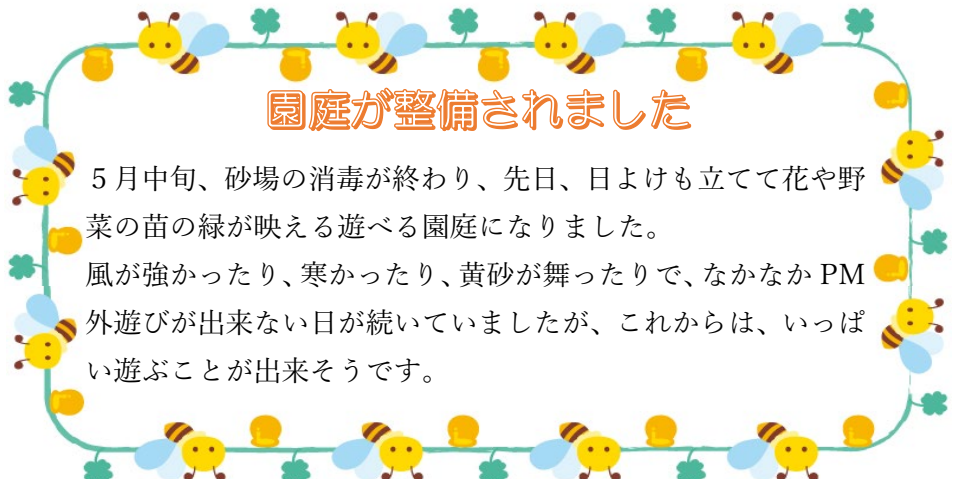 園庭が整備されました
５月中旬、砂場の消毒が終わり、先日、日よけも立てて花や野
菜の苗の緑が映える遊べる園庭になりました。
風が強かったり、寒かったり、黄砂が舞ったりで、なかなか PM
外遊びが出来ない日が続いていましたが、これからは、いっぱ
い遊ぶことが出来そうです。